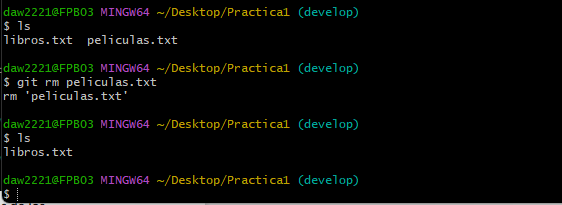 daw2221@FPB03 MINGW64 ~/Desktop/Practica1 (develop)
$ ls
libros.txt  peliculas.txt
daw2221@FPB03 MINGW64 ~/Desktop/Practica1 (develop)
$ git rm peliculas.txt
rm 'peliculas.txt'
daw2221@FPB03 MINGW64 ~/Desktop/Practica1 (develop)
$ ls
libros.txt
daw2221@FPB03 MINGW64 ~/Desktop/Practica1 (develop)
$